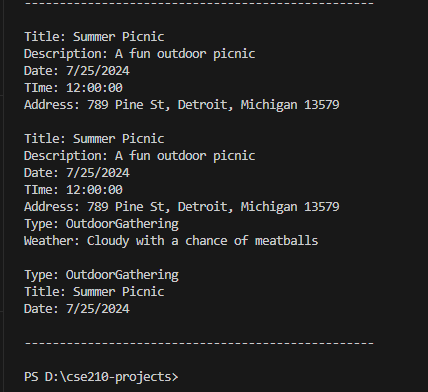 ----------------------------------------------------
Title: Summer Picnic
Description: A fun outdoor picnic
Date: 7/25/2024
TIme: 12:00:00
Address: 789 Pine St, Detroit, Michigan 13579
Title: Summer Picnic
Description: A fun outdoor picnic
Date: 7/25/2024
TIme: 12:00:00
Address: 789 Pine St, Detroit, Michigan 13579
Type: OutdoorGathering
Weather: Cloudy with a chance of meatballs
Type: OutdoorGathering
Title: Summer Picnic
Date: 7/25/2024
----------------------------------------------------
PS D:\cse210-projects>